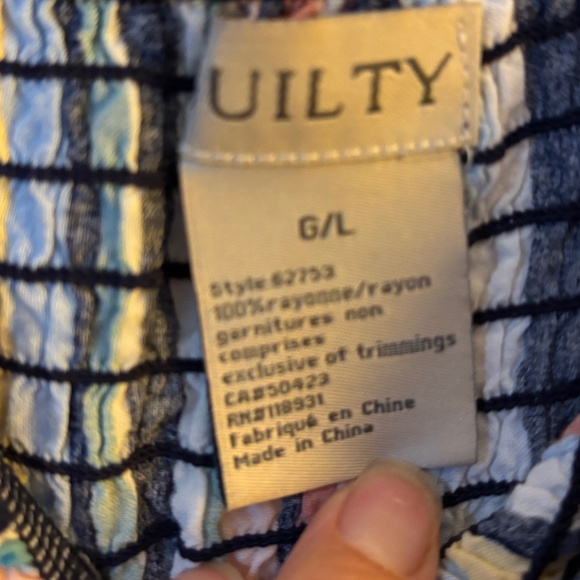 UILTY
G/L
Style:62753
100%rayonne/rayon
garnitures non
comprises
exclusive of trimmings
CA#50423
RN#118931
Fabriqué en Chine
Made in China